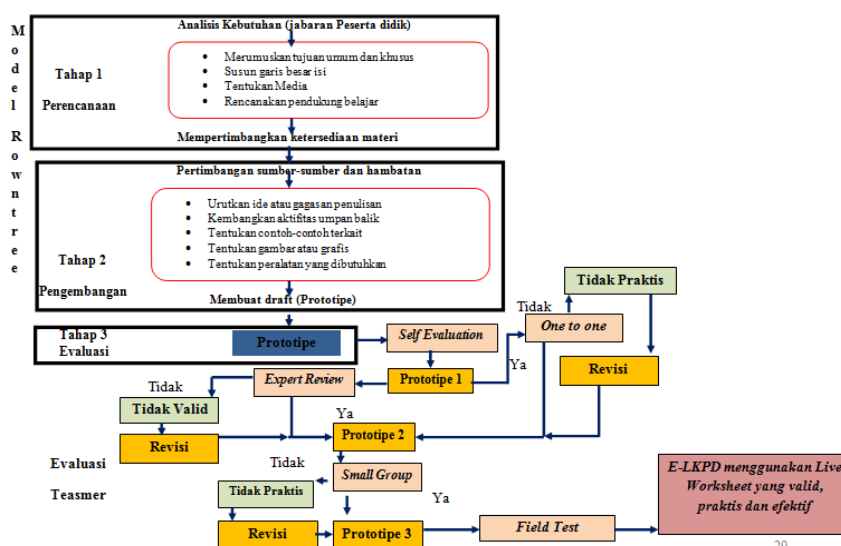 Model Rowntree
Analisis Kebutuhan (jabaran Peserta didik)
Tahap 1
Perencanaan
• Merumuskan tujuan umum dan khusus
• Susun garis besar isi
• Tentukan Media
• Rencanakan pendukung belajar
Mempertimbangkan ketersediaan materi
Pertimbangan sumber-sumber dan hambatan
Tahap 2
Pengembangan
• Urutkan ide atau gagasan penulisan
• Kembangkan aktifitas umpan balik
• Tentukan contoh-contoh terkait
• Tentukan gambar atau grafis
• Tentukan peralatan yang dibutuhkan
Membuat draft (Prototipe)
Tahap 3
Evaluasi
Prototipe
Self Evaluation
Tidak
One to one
Tidak Praktis
Ya
Revisi
Expert Review
Prototipe 1
Tidak
Tidak Valid
Revisi
Ya
Prototipe 2
Evaluasi
Teasmer
Tidak
Small Group
Tidak Praktis
Ya
Revisi
Prototipe 3
Field Test
E-LKPD menggunakan Live
Worksheet yang valid,
praktis dan efektif